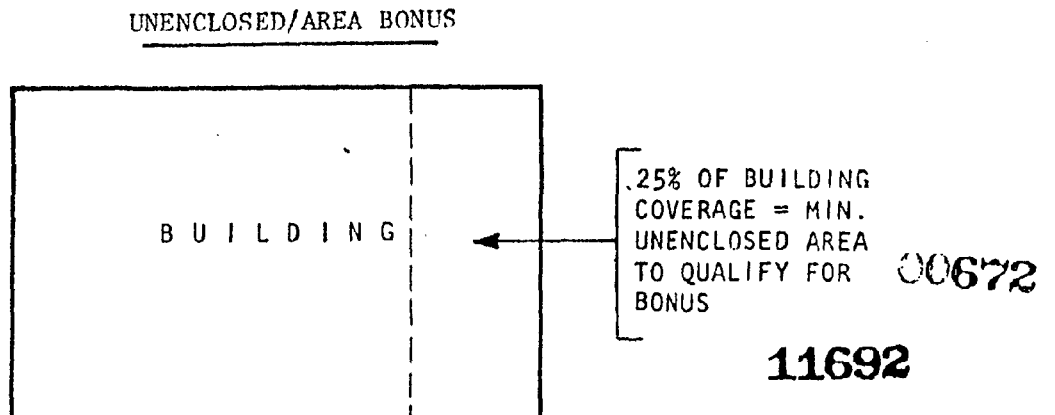 UNENCLOSED/AREA BONUS
BUILDING
.25% OF BUILDING
COVERAGE = MIN.
UNENCLOSED AREA
TO QUALIFY FOR
BONUS
00672
11692